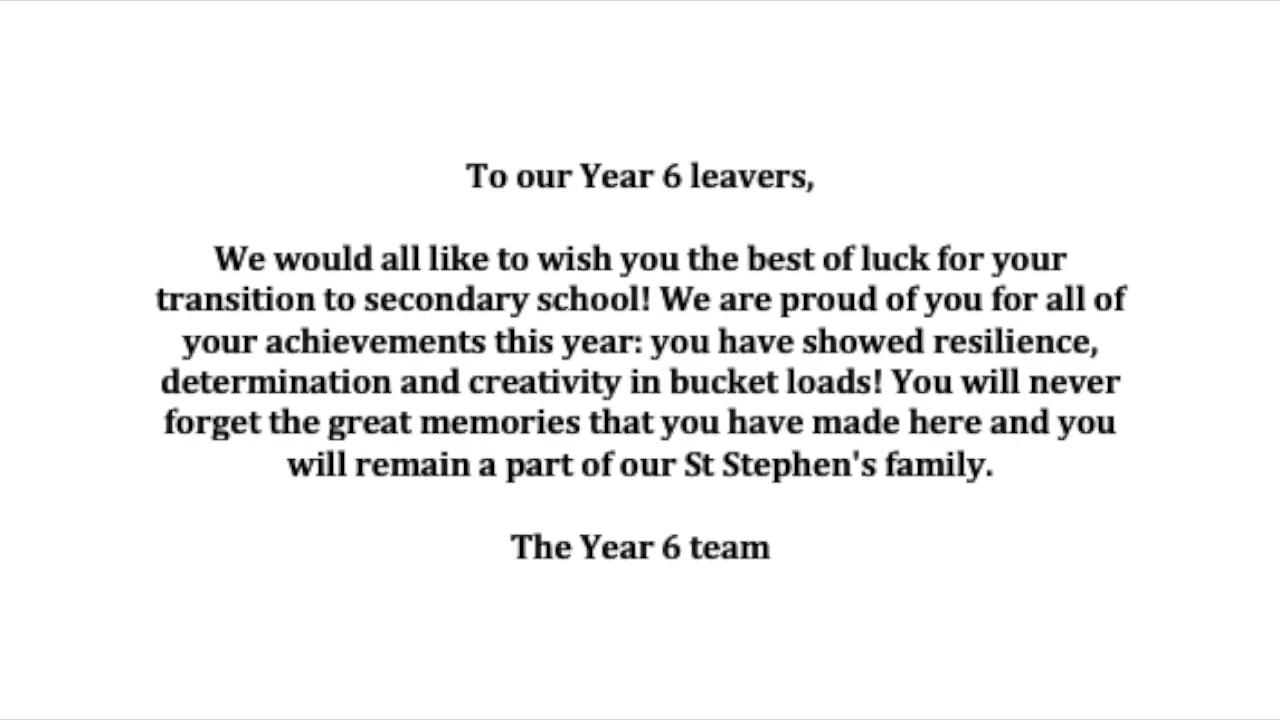 To our Year 6 leavers,
We would all like to wish you the best of luck for your
transition to secondary school! We are proud of you for all of
your achievements this year: you have showed resilience,
determination and creativity in bucket loads! You will never
forget the great memories that you have made here and you
will remain a part of our St Stephen's family.
The Year 6 team